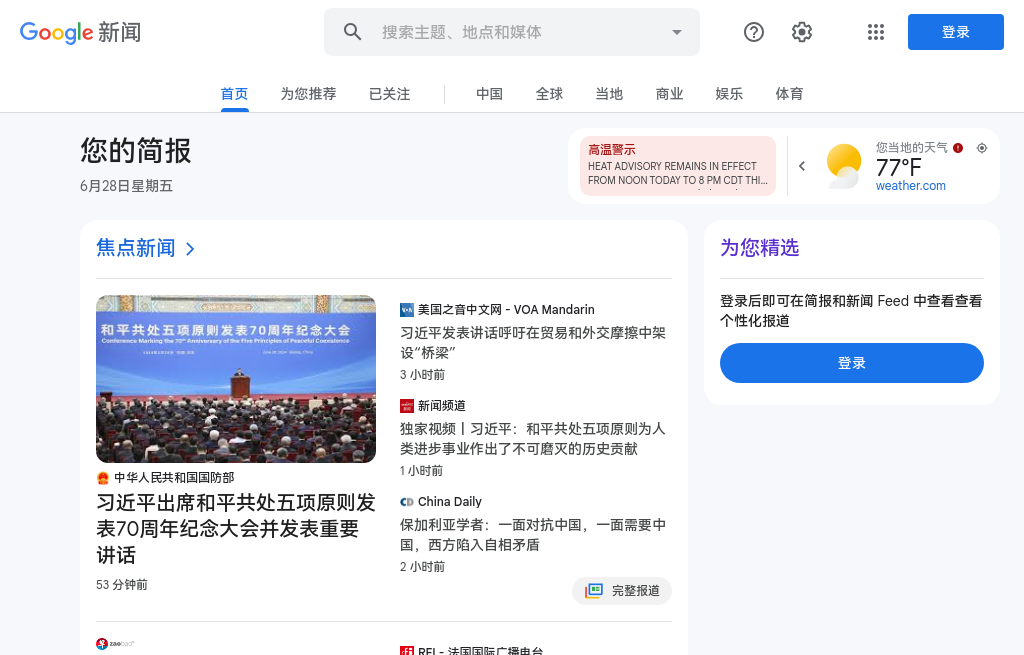 Google 新闻
搜索主题、地点和媒体
登录
首页
为您推荐
已关注
中国
全球
当地
商业
娱乐
体育
您的简报
6月28日星期五
高温警示
HEAT ADVISORY REMAINS IN EFFECT
FROM NOON TODAY TO 8 PM CDT THI…
您当地的天气
77°F
weather.com
焦点新闻
和平共处五项原则发表70周年纪念大会
Conference Marking the 70th Anniversary of the Five Principles of Peaceful Coexistence
中华人民共和国国防部
习近平出席和平共处五项原则发
表70周年纪念大会并发表重要
讲话
53 分钟前
美国之音中文网 - VOA Mandarin
习近平发表讲话呼吁在贸易和外交摩擦中架
设“桥梁”
3 小时前
新闻频道
独家视频丨习近平：和平共处五项原则为人
类进步事业作出了不可磨灭的历史贡献
1 小时前
China Daily
保加利亚学者：一面对抗中国，一面需要中
国，西方陷入自相矛盾
2 小时前
完整报道
zaobao
RFI - 法国国际广播电台
为您精选
登录后即可在简报和新闻 Feed 中查看查看
个性化报道
登录